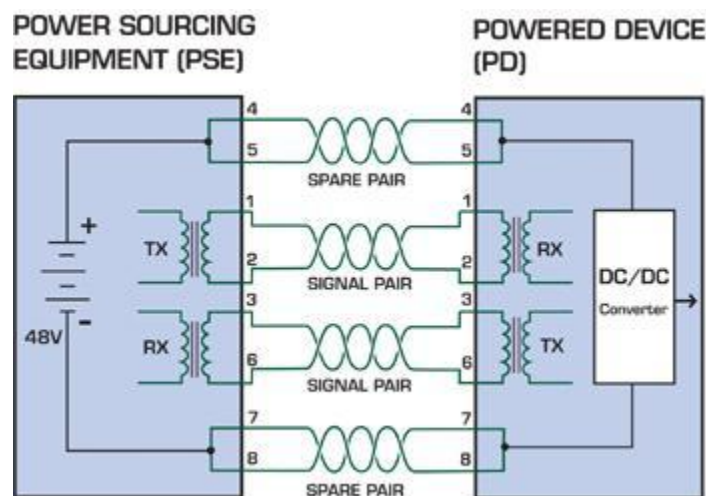 POWER SOURCING
EQUIPMENT (PSE)
POWERED DEVICE
(PD)
4
5
SPARE PAIR
4
5
1
2
TX
SIGNAL PAIR
1
2
RX
3
6
RX
SIGNAL PAIR
3
6
TX
+
-
48V
DC/DC
Converter
7
8
SPARE PAIR
7
8